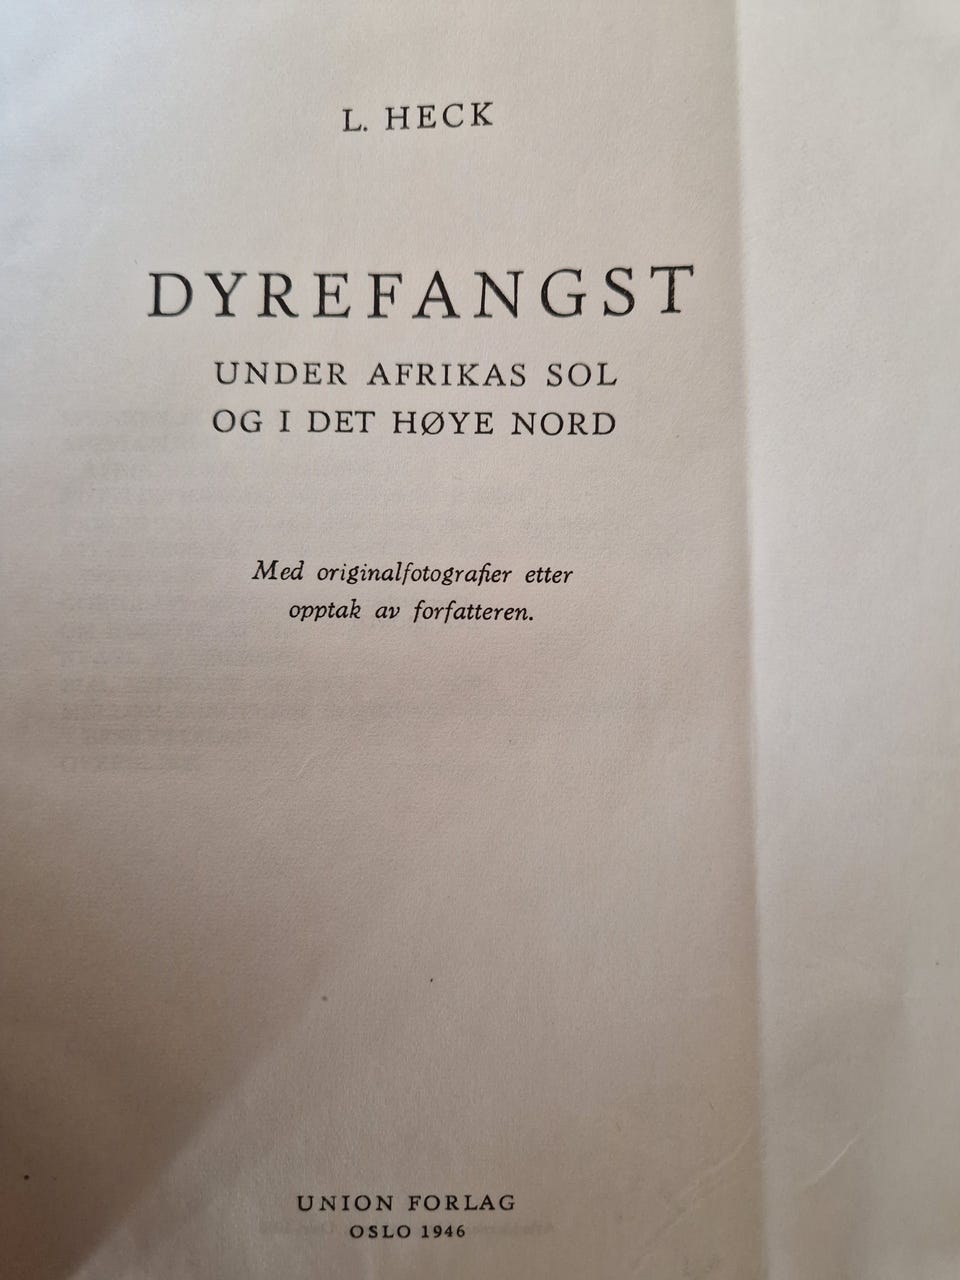 L. HECK
DYREFANGST
UNDER AFRIKAS SOL
OG I DET HØYE NORD
Med originalfotografier etter
opptak av forfatteren.
UNION FORLAG
OSLO 1946